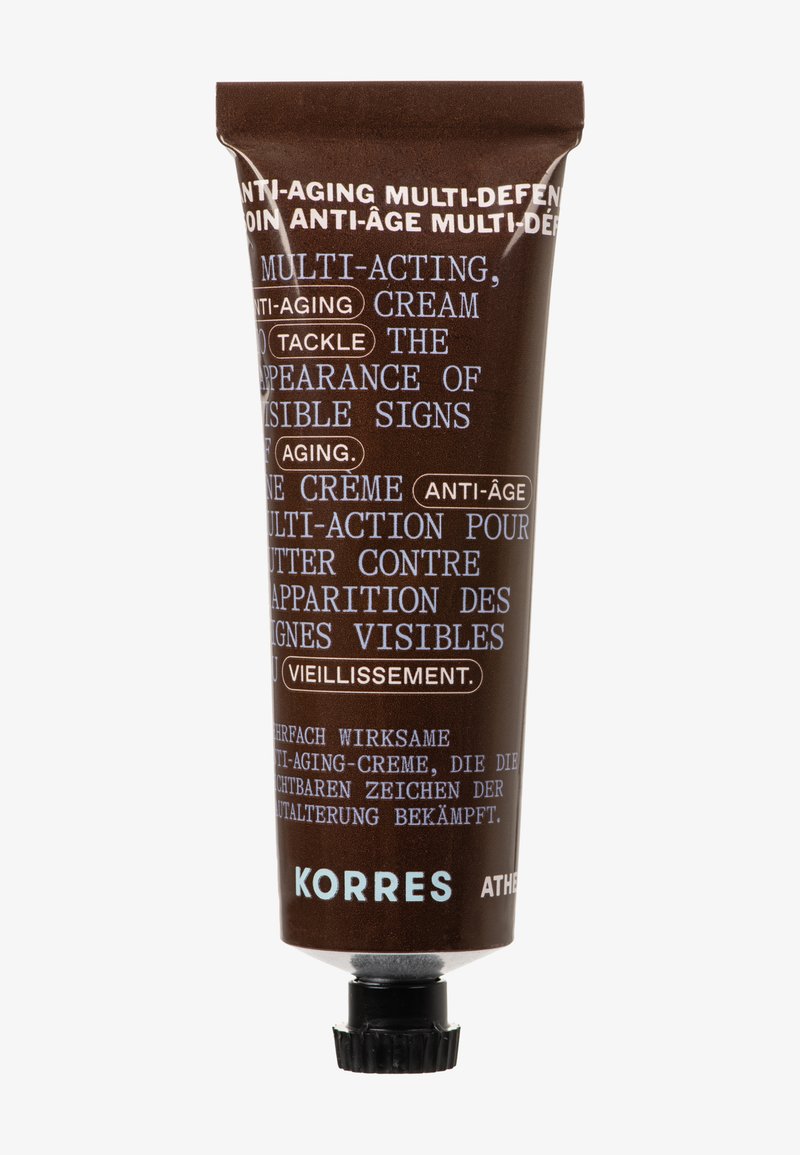 NTI-AGING MULTI-DEFEN
OIN ANTI-ÂGE MULTI-DÉF
MULTI-ACTING,
NTI-AGING CREAM
O TACKLE THE
PPEARANCE OF
ISIBLE SIGNS
F AGING.
NE CRÈME ANTI-ÂGE
ULTI-ACTION POUR
UTTER CONTRE
'APPARITION DES
IGNES VISIBLES
U VIEILLISSEMENT.
EHRFACH WIRKSAME
TI-AGING-CREME, DIE DIE
CHTBAREN ZEICHEN DER
AUTALTERUNG BEKÄMPFT.
KORRES ATHE